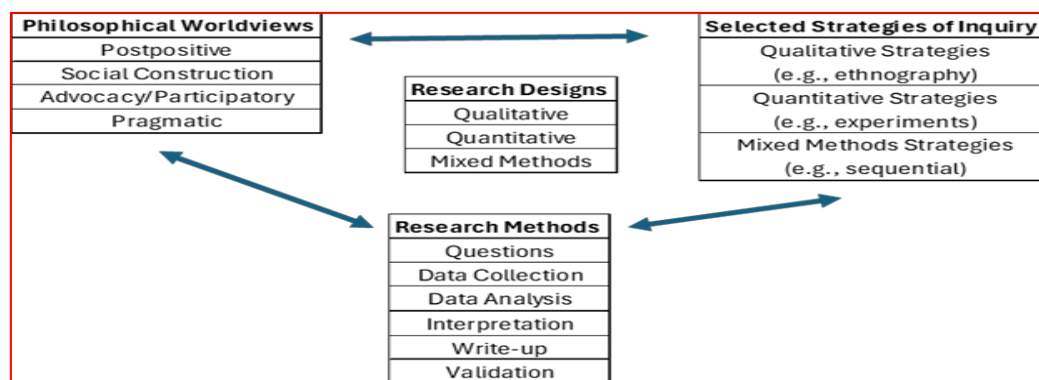 Philosophical Worldviews
Postpositive
Social Construction
Advocacy/Participatory
Pragmatic
Selected Strategies of Inquiry
Qualitative Strategies
(e.g., ethnography)
Quantitative Strategies
(e.g., experiments)
Mixed Methods Strategies
(e.g., sequential)
Research Designs
Qualitative
Quantitative
Mixed Methods
Research Methods
Questions
Data Collection
Data Analysis
Interpretation
Write-up
Validation